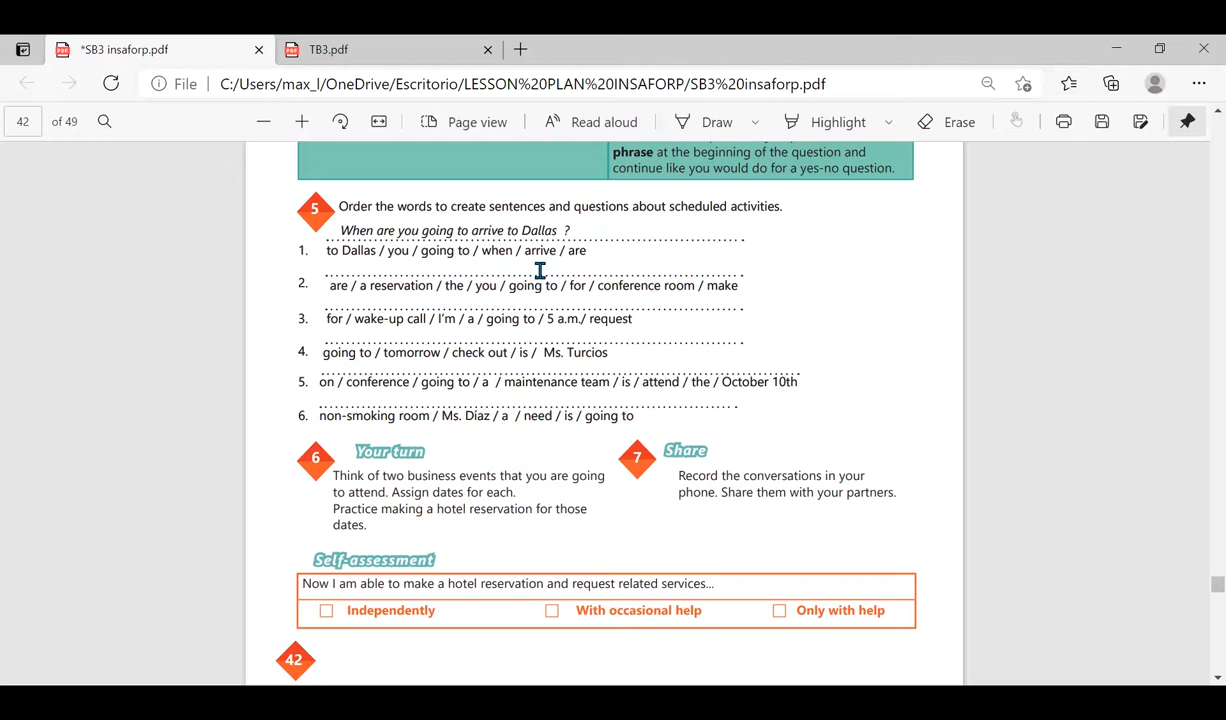 *SB3 insaforp.pdf
TB3.pdf
File C:/Users/max_l/OneDrive/Escritorio/LESSON%20PLAN%20INSAFORP/SB3%20insaforp.pdf
42 of 49 Page view Read aloud Draw Highlight Erase
phrase at the beginning of the question and
continue like you would do for a yes-no question.
5 Order the words to create sentences and questions about scheduled activities.
When are you going to arrive to Dallas ?
1. to Dallas / you / going to / when / arrive / are
2. are / a reservation / the / you / going to / for / conference room / make
3. for / wake-up call / I'm / a / going to / 5 a.m./ request
4. going to / tomorrow / check out / is / Ms. Turcios
5. on / conference / going to / a / maintenance team / is / attend / the / October 10th
6. non-smoking room / Ms. Díaz / a / need / is / going to
6 Your turn
Think of two business events that you are going
to attend. Assign dates for each.
Practice making a hotel reservation for those
dates.
7 Share
Record the conversations in your
phone. Share them with your partners.
Self-assessment
Now I am able to make a hotel reservation and request related services...
Independently With occasional help Only with help
42